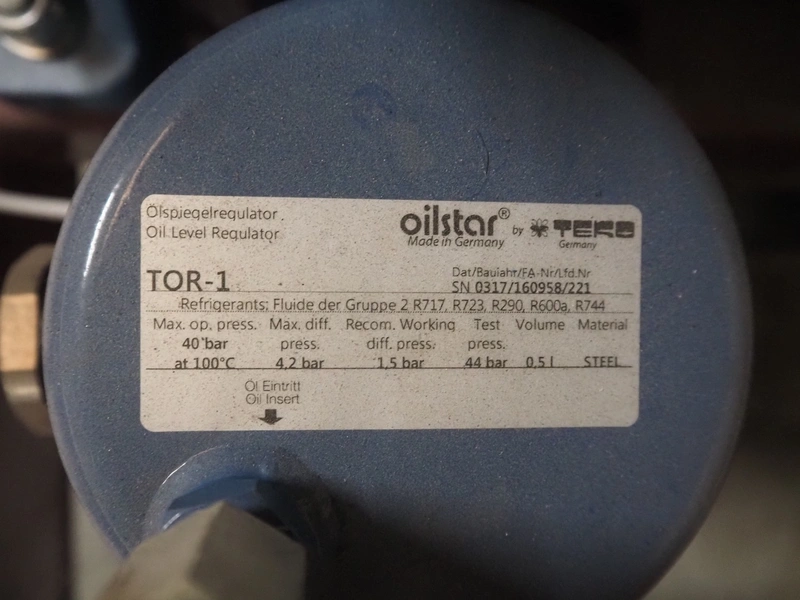 Ölspiegelregulator
Oil Level Regulator
oilstar® by TEKO
Made in Germany
Germany
TOR-1
Dat/Baujahr/FA-Nr/Lfd.Nr
SN 0317/160958/221
Refrigerants: Fluide der Gruppe 2 R717, R723, R290, R600a, R744
Max. op. press. Max. diff. Recom. Working Test Volume Material
40 bar press. diff. press. press.
at 100°C 4,2 bar 1,5 bar 44 bar 0,5 l STEEL
Öl Eintritt
Oil Insert